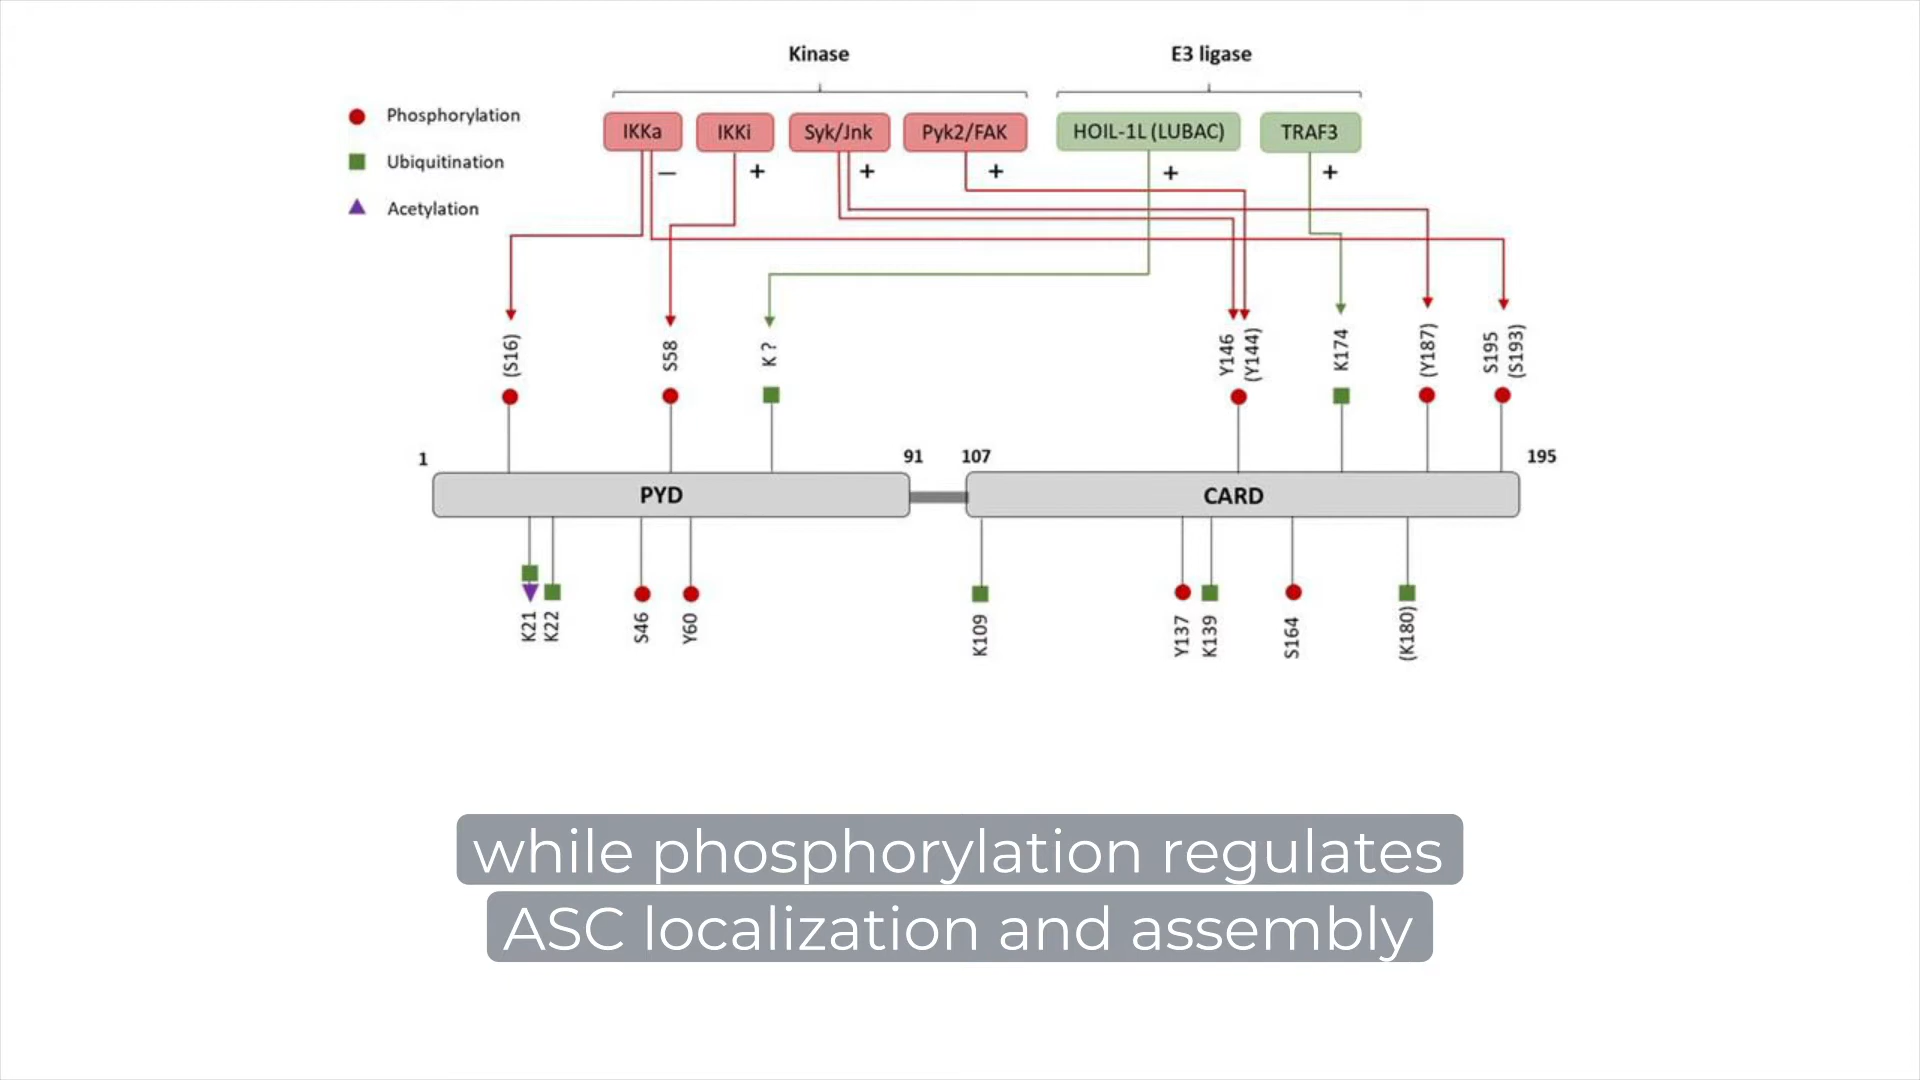 Kinase
E3 ligase
Phosphorylation
Ubiquitination
Acetylation
IKKa
IKKi
Syk/Jnk
Pyk2/FAK
HOIL-1L (LUBAC)
TRAF3
–
+
+
+
+
+
(S16)
S58
K ?
Y146
(Y144)
K174
(Y187)
S195
(S193)
1
91
107
195
PYD
CARD
K21
K22
S46
Y60
K109
Y137
K139
S164
(K180)
while phosphorylation regulates
ASC localization and assembly